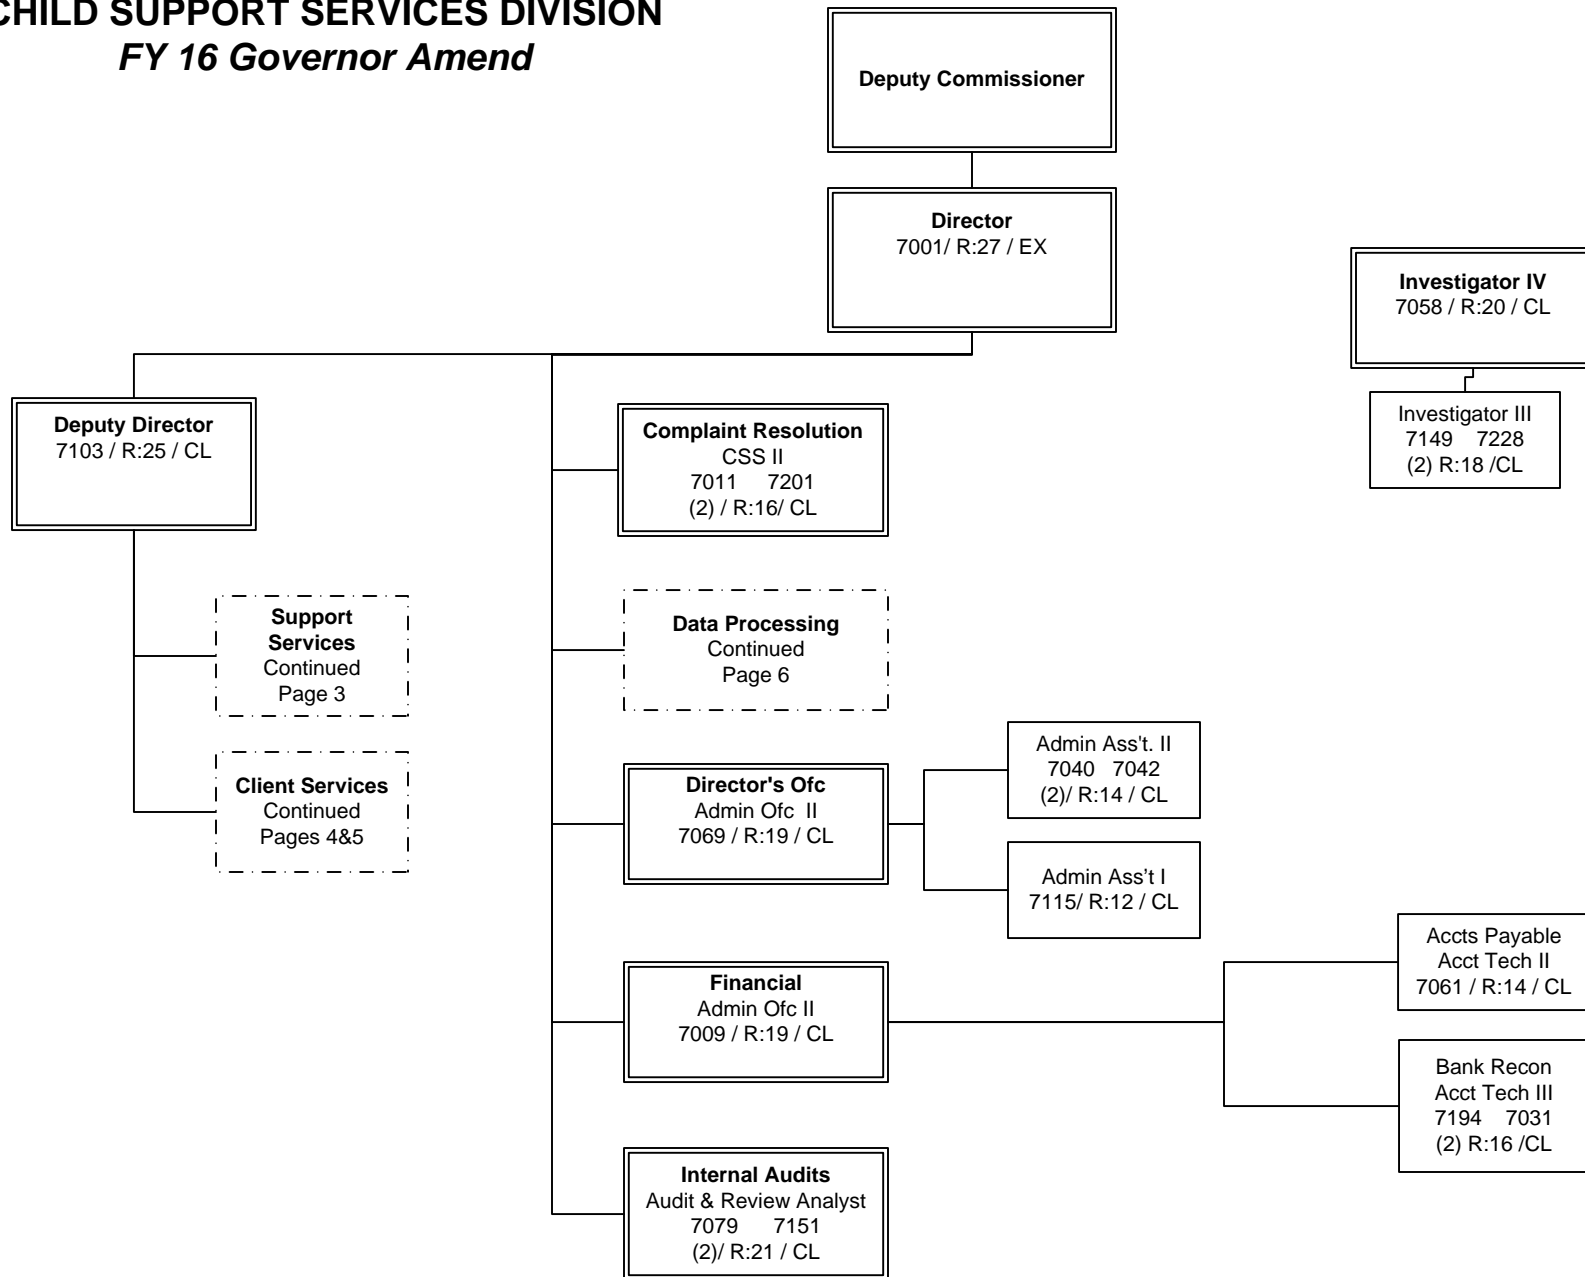 CHILD SUPPORT SERVICES DIVISION
FY 16 Governor Amend
Deputy Commissioner
Director
7001/ R:27 / EX
Investigator IV
7058 / R:20 / CL
Investigator III
7149 7228
(2) R:18 /CL
Deputy Director
7103 / R:25 / CL
Support
Services
Continued
Page 3
Client Services
Continued
Pages 4&5
Complaint Resolution
CSS II
7011 7201
(2) / R:16/ CL
Data Processing
Continued
Page 6
Director's Ofc
Admin Ofc II
7069 / R:19 / CL
Admin Ass't. II
7040 7042
(2)/ R:14 / CL
Admin Ass’t I
7115/ R:12 / CL
Financial
Admin Ofc II
7009 / R:19 / CL
Accts Payable
Acct Tech II
7061 / R:14 / CL
Bank Recon
Acct Tech III
7194 7031
(2) R:16 /CL
Internal Audits
Audit & Review Analyst
7079 7151
(2)/ R:21 / CL